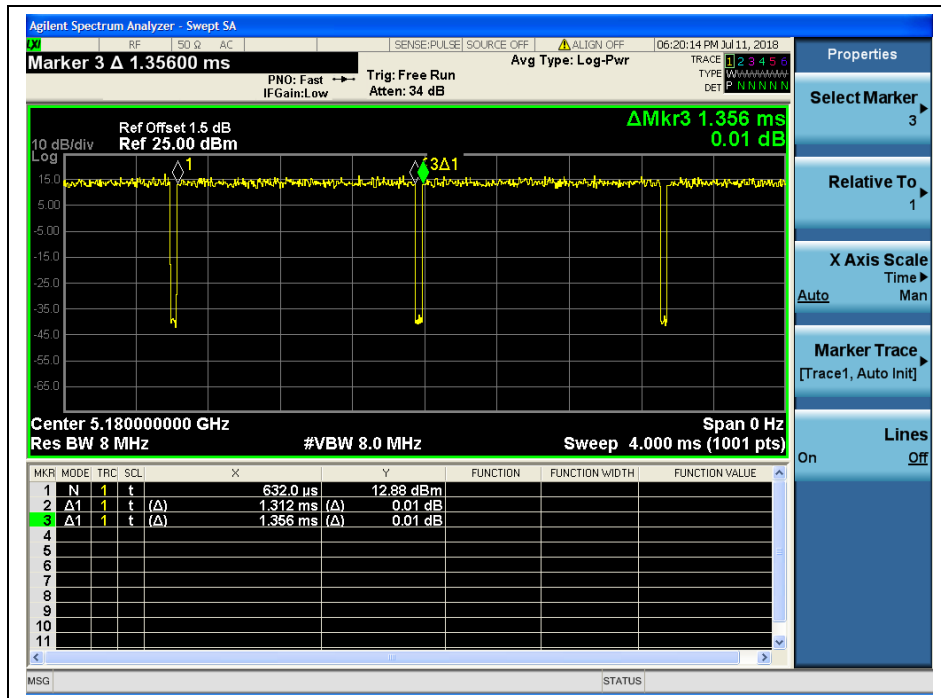 Agilent Spectrum Analyzer - Swept SA
LXI RF 50 Ω AC SENSE:PULSE SOURCE OFF ALIGN OFF 06:20:14 PM Jul 11, 2018
Marker 3 Δ 1.35600 ms
PNO: Fast
IFGain:Low
Trig: Free Run
Atten: 34 dB
Avg Type: Log-Pwr
TRACE 1 2 3 4 5 6
TYPE WWWWWWW
DET P N N N N N
ΔMkr3 1.356 ms
0.01 dB
Ref Offset 1.5 dB
10 dB/div Ref 25.00 dBm
Log
1
3Δ1
15.0
5.00
-5.00
-15.0
-25.0
-35.0
-45.0
-55.0
-65.0
Center 5.180000000 GHz Span 0 Hz
Res BW 8 MHz #VBW 8.0 MHz Sweep 4.000 ms (1001 pts)
MKR MODE TRC SCL X Y FUNCTION FUNCTION WIDTH FUNCTION VALUE
1 N 1 t 632.0 µs 12.88 dBm
2 Δ1 1 t (Δ) 1.312 ms (Δ) 0.01 dB
3 Δ1 1 t (Δ) 1.356 ms (Δ) 0.01 dB
4
5
6
7
8
9
10
11
MSG STATUS
Properties
Select Marker
3
Relative To
1
X Axis Scale
Time
Auto Man
Marker Trace
[Trace1, Auto Init]
Lines
On Off